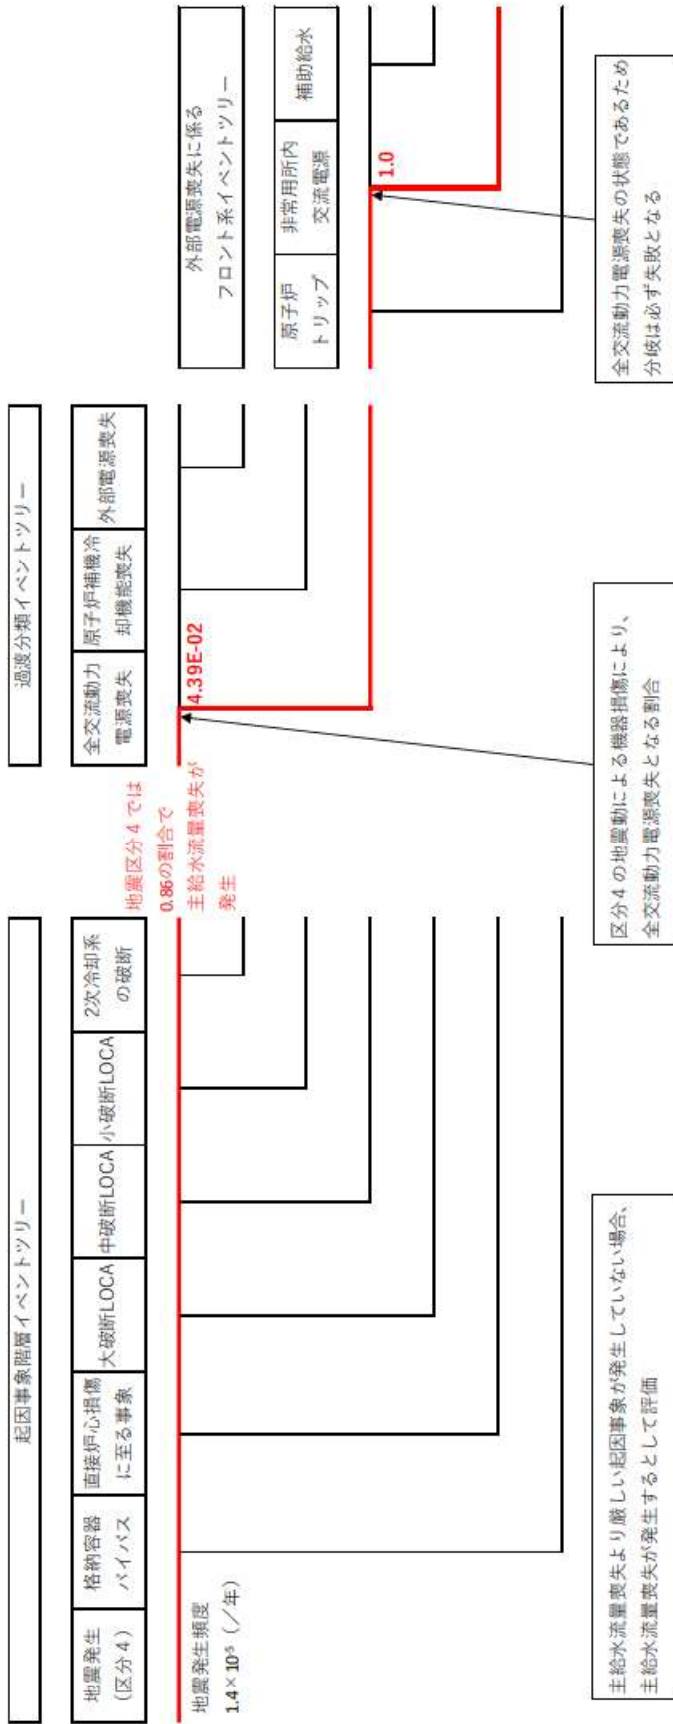 起因事象階層イベントツリー
地震発生
(区分4)
格納容器
バイパス
直接炉心損傷
に至る事象
大破断LOCA
中破断LOCA
小破断LOCA
2次冷却系
の破断
地震発生頻度
1.4×10⁻⁵(/年)
主給水流量喪失より厳しい起因事象が発生していない場合、
主給水流量喪失が発生するとして評価
地震区分4では
0.86の割合で
主給水流量喪失が
発生
過渡分類イベントツリー
全交流動力
電源喪失
原子炉補機冷
却機能喪失
外部電源喪失
4.39E-02
区分4の地震動による機器損傷により、
全交流動力電源喪失となる割合
外部電源喪失に係る
フロント系イベントツリー
原子炉
トリップ
非常用所内
交流電源
補助給水
1.0
全交流動力電源喪失の状態であるため
分岐は必ず失敗となる